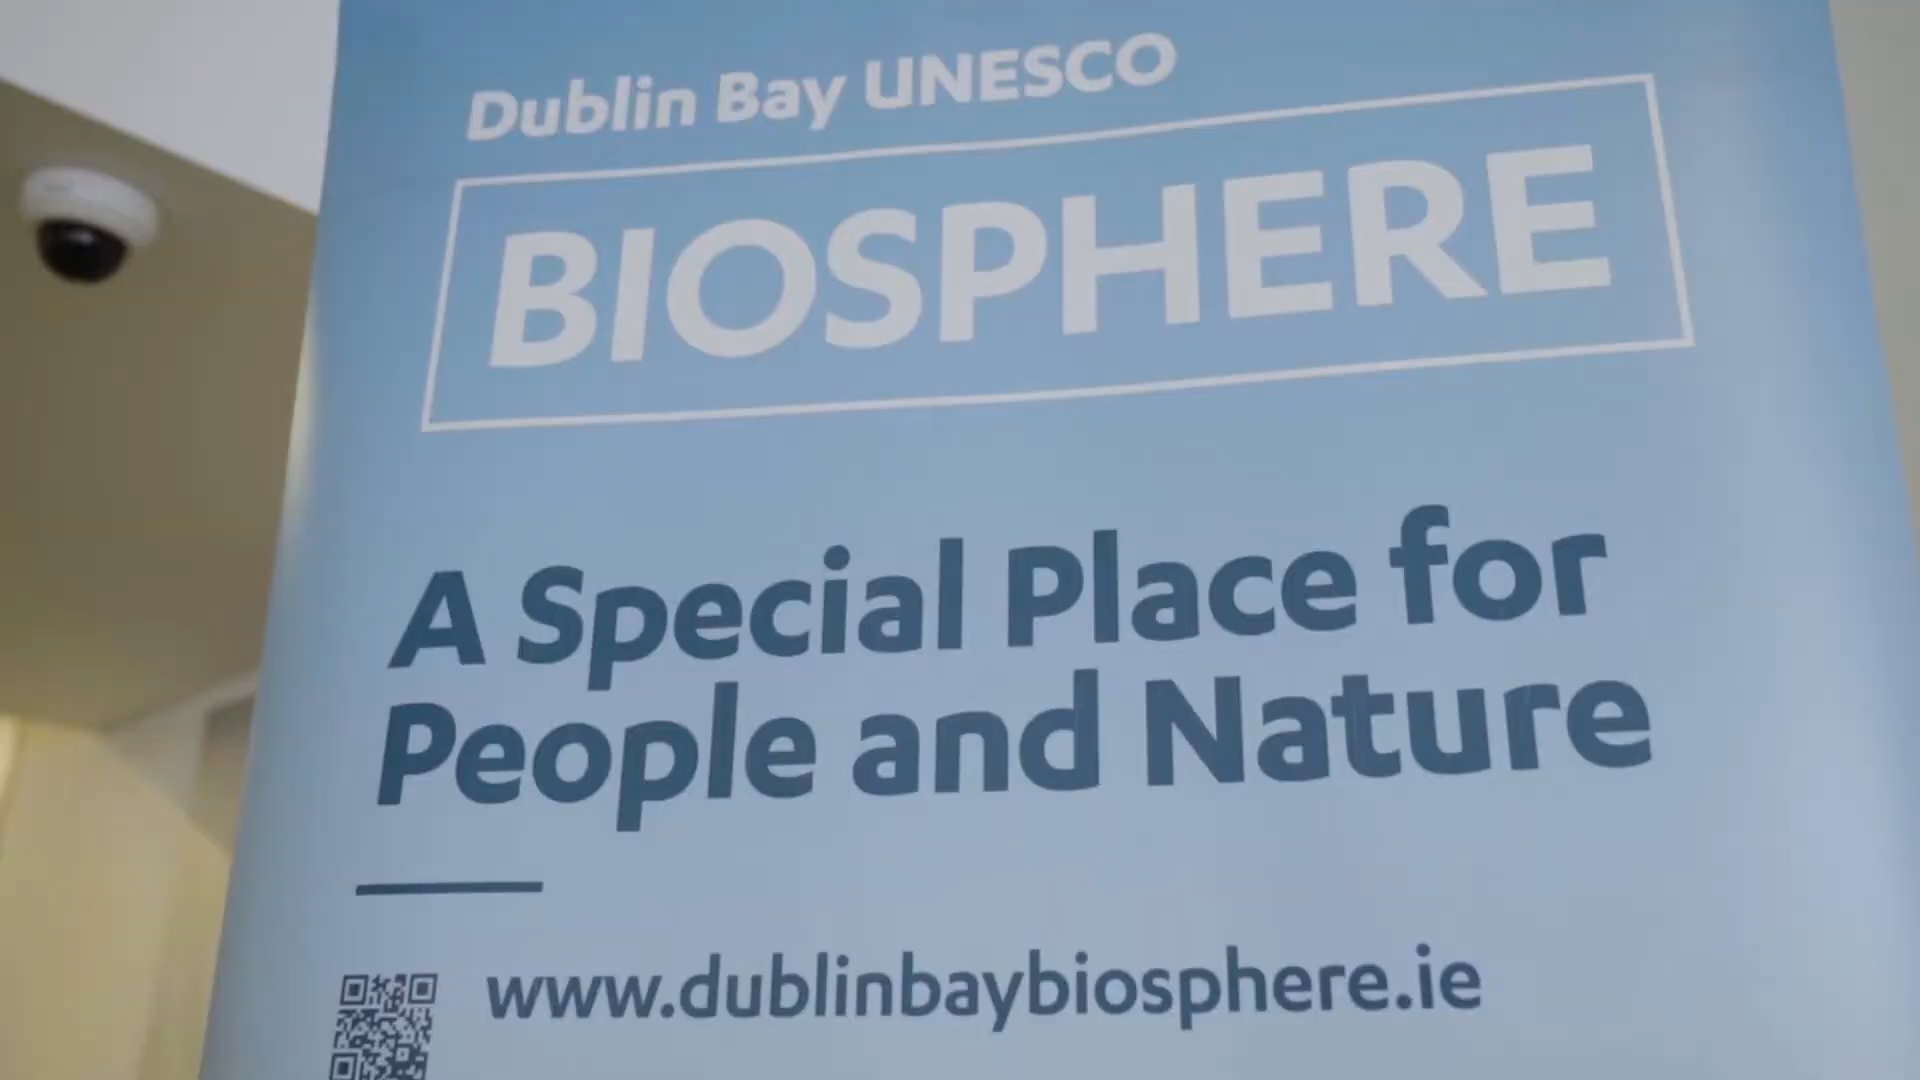 Dublin Bay UNESCO
BIOSPHERE
A Special Place for
People and Nature
www.dublinbaybiosphere.ie